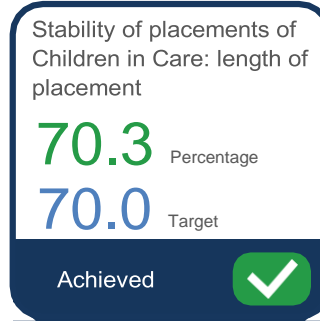 Stability of placements of
Children in Care: length of
placement
70.3 Percentage
70.0 Target
Achieved